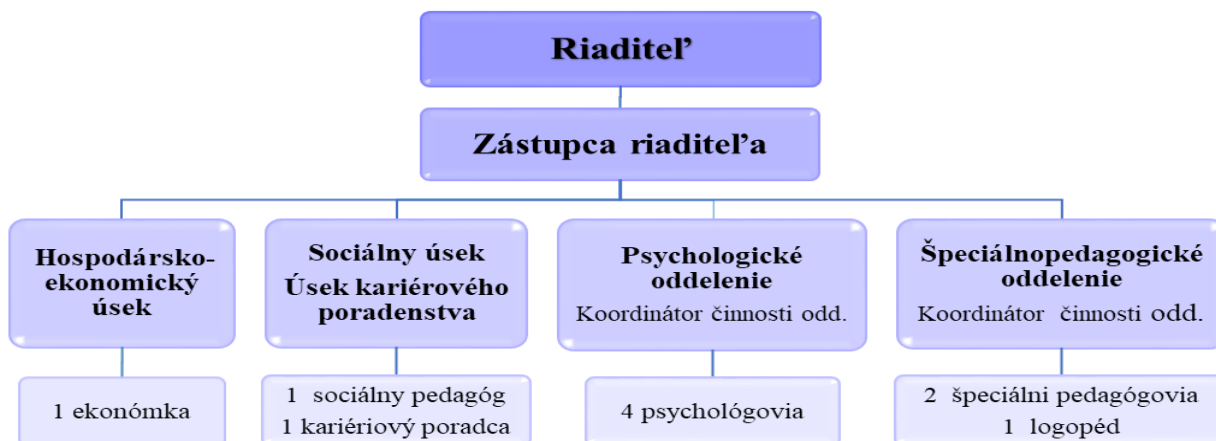 Riaditeľ
Zástupca riaditeľa
Hospodársko-
ekonomický
úsek
Sociálny úsek
Úsek kariérového
poradenstva
Psychologické
oddelenie
Koordinátor činnosti odd.
Špeciálnopedagogické
oddelenie
Koordinátor činnosti odd.
1 ekonómka
1 sociálny pedagóg
1 kariériový poradca
4 psychológovia
2 špeciálni pedagógovia
1 logopéd